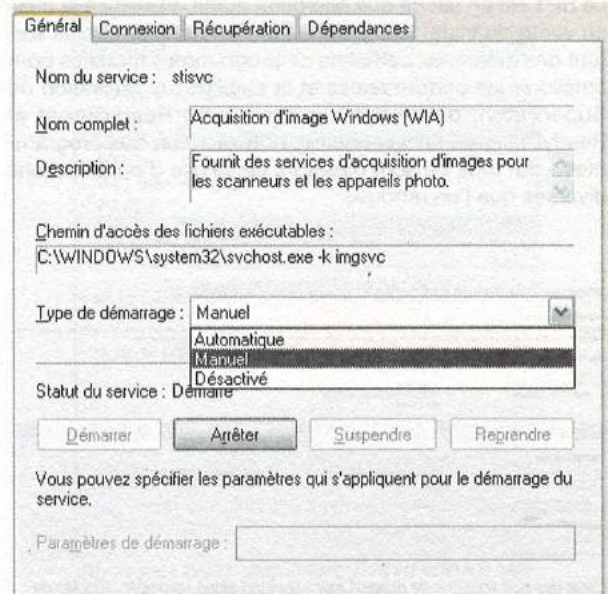 Général Connexion Récupération Dépendances
Nom du service : stisvc
Nom complet : Acquisition d'image Windows (WIA)
Description : Fournit des services d'acquisition d'images pour
les scanneurs et les appareils photo.
Chemin d'accès des fichiers exécutables :
C:\WINDOWS\system32\svchost.exe -k imgsvc
Type de démarrage : Manuel
Automatique
Manuel
Désactivé
Statut du service : Démarré
Démarrer Arrêter Suspendre Reprendre
Vous pouvez spécifier les paramètres qui s'appliquent pour le démarrage du
service.
Paramètres de démarrage :